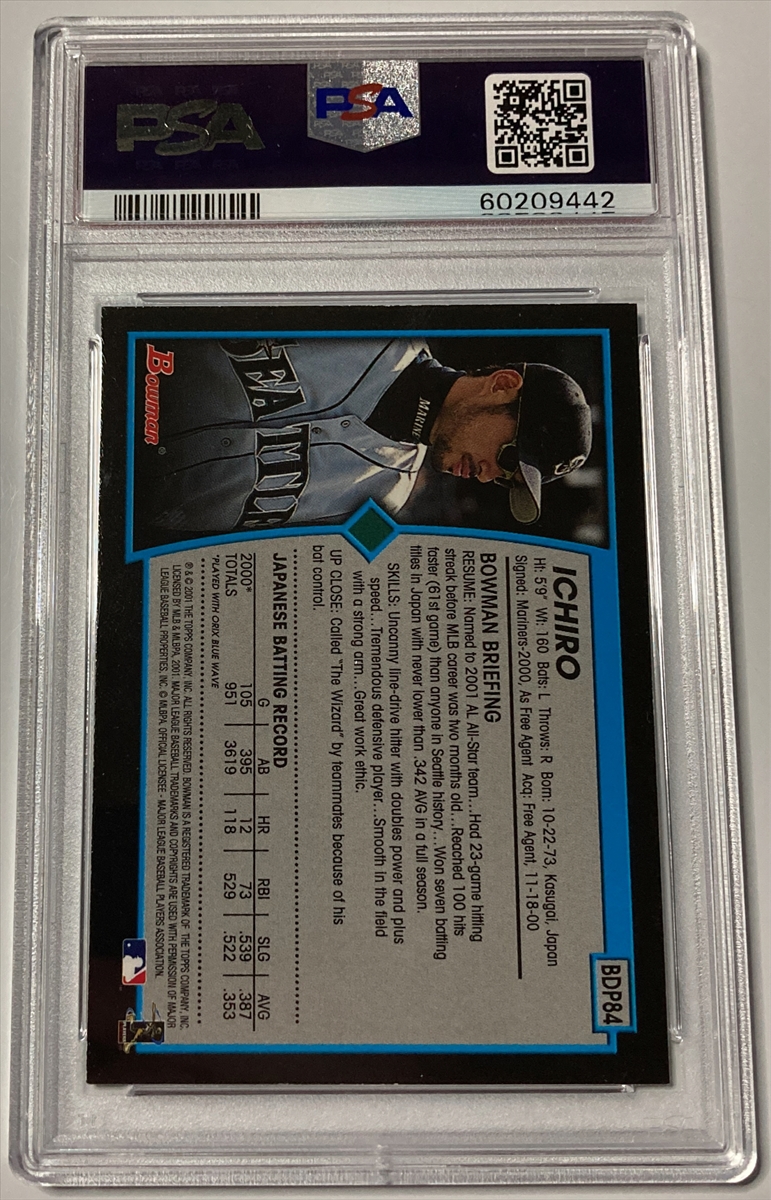 PSA
PSA
60209442
BDP84
ICHIRO
Ht: 5'9" Wt: 160 Bats: L Throws: R Born: 10-22-73, Kasugai, Japan
Signed: Mariners-2000, As Free Agent Acq: Free Agent, 11-18-00
BOWMAN BRIEFING
RESUME: Named to 2001 AL All-Star team...Had 23-game hitting
streak before MLB career was two months old...Reached 100 hits
faster (61st game) than anyone in Seattle history...Won seven batting
titles in Japan with never lower than .342 AVG in a full season.
SKILLS: Uncanny line-drive hitter with doubles power and plus
speed...Tremendous defensive player...Smooth in the field
with a strong arm...Great work ethic.
UP CLOSE: Called "The Wizard" by teammates because of his
bat control.
JAPANESE BATTING RECORD
G AB HR RBI SLG AVG
2000* 105 395 12 73 .539 .387
TOTALS 951 3619 118 529 .522 .353
*PLAYED WITH ORIX BLUE WAVE
® & © 2001 THE TOPPS COMPANY, INC. ALL RIGHTS RESERVED. BOWMAN IS A REGISTERED TRADEMARK OF THE TOPPS COMPANY, INC.
LICENSED BY MLB & MLBPA, 2001. MAJOR LEAGUE BASEBALL TRADEMARKS AND COPYRIGHTS ARE USED WITH PERMISSION OF MAJOR
LEAGUE BASEBALL PROPERTIES, INC. © MLBPA. OFFICIAL LICENSEE - MAJOR LEAGUE BASEBALL PLAYERS ASSOCIATION.
Bowman®
SEATTLE